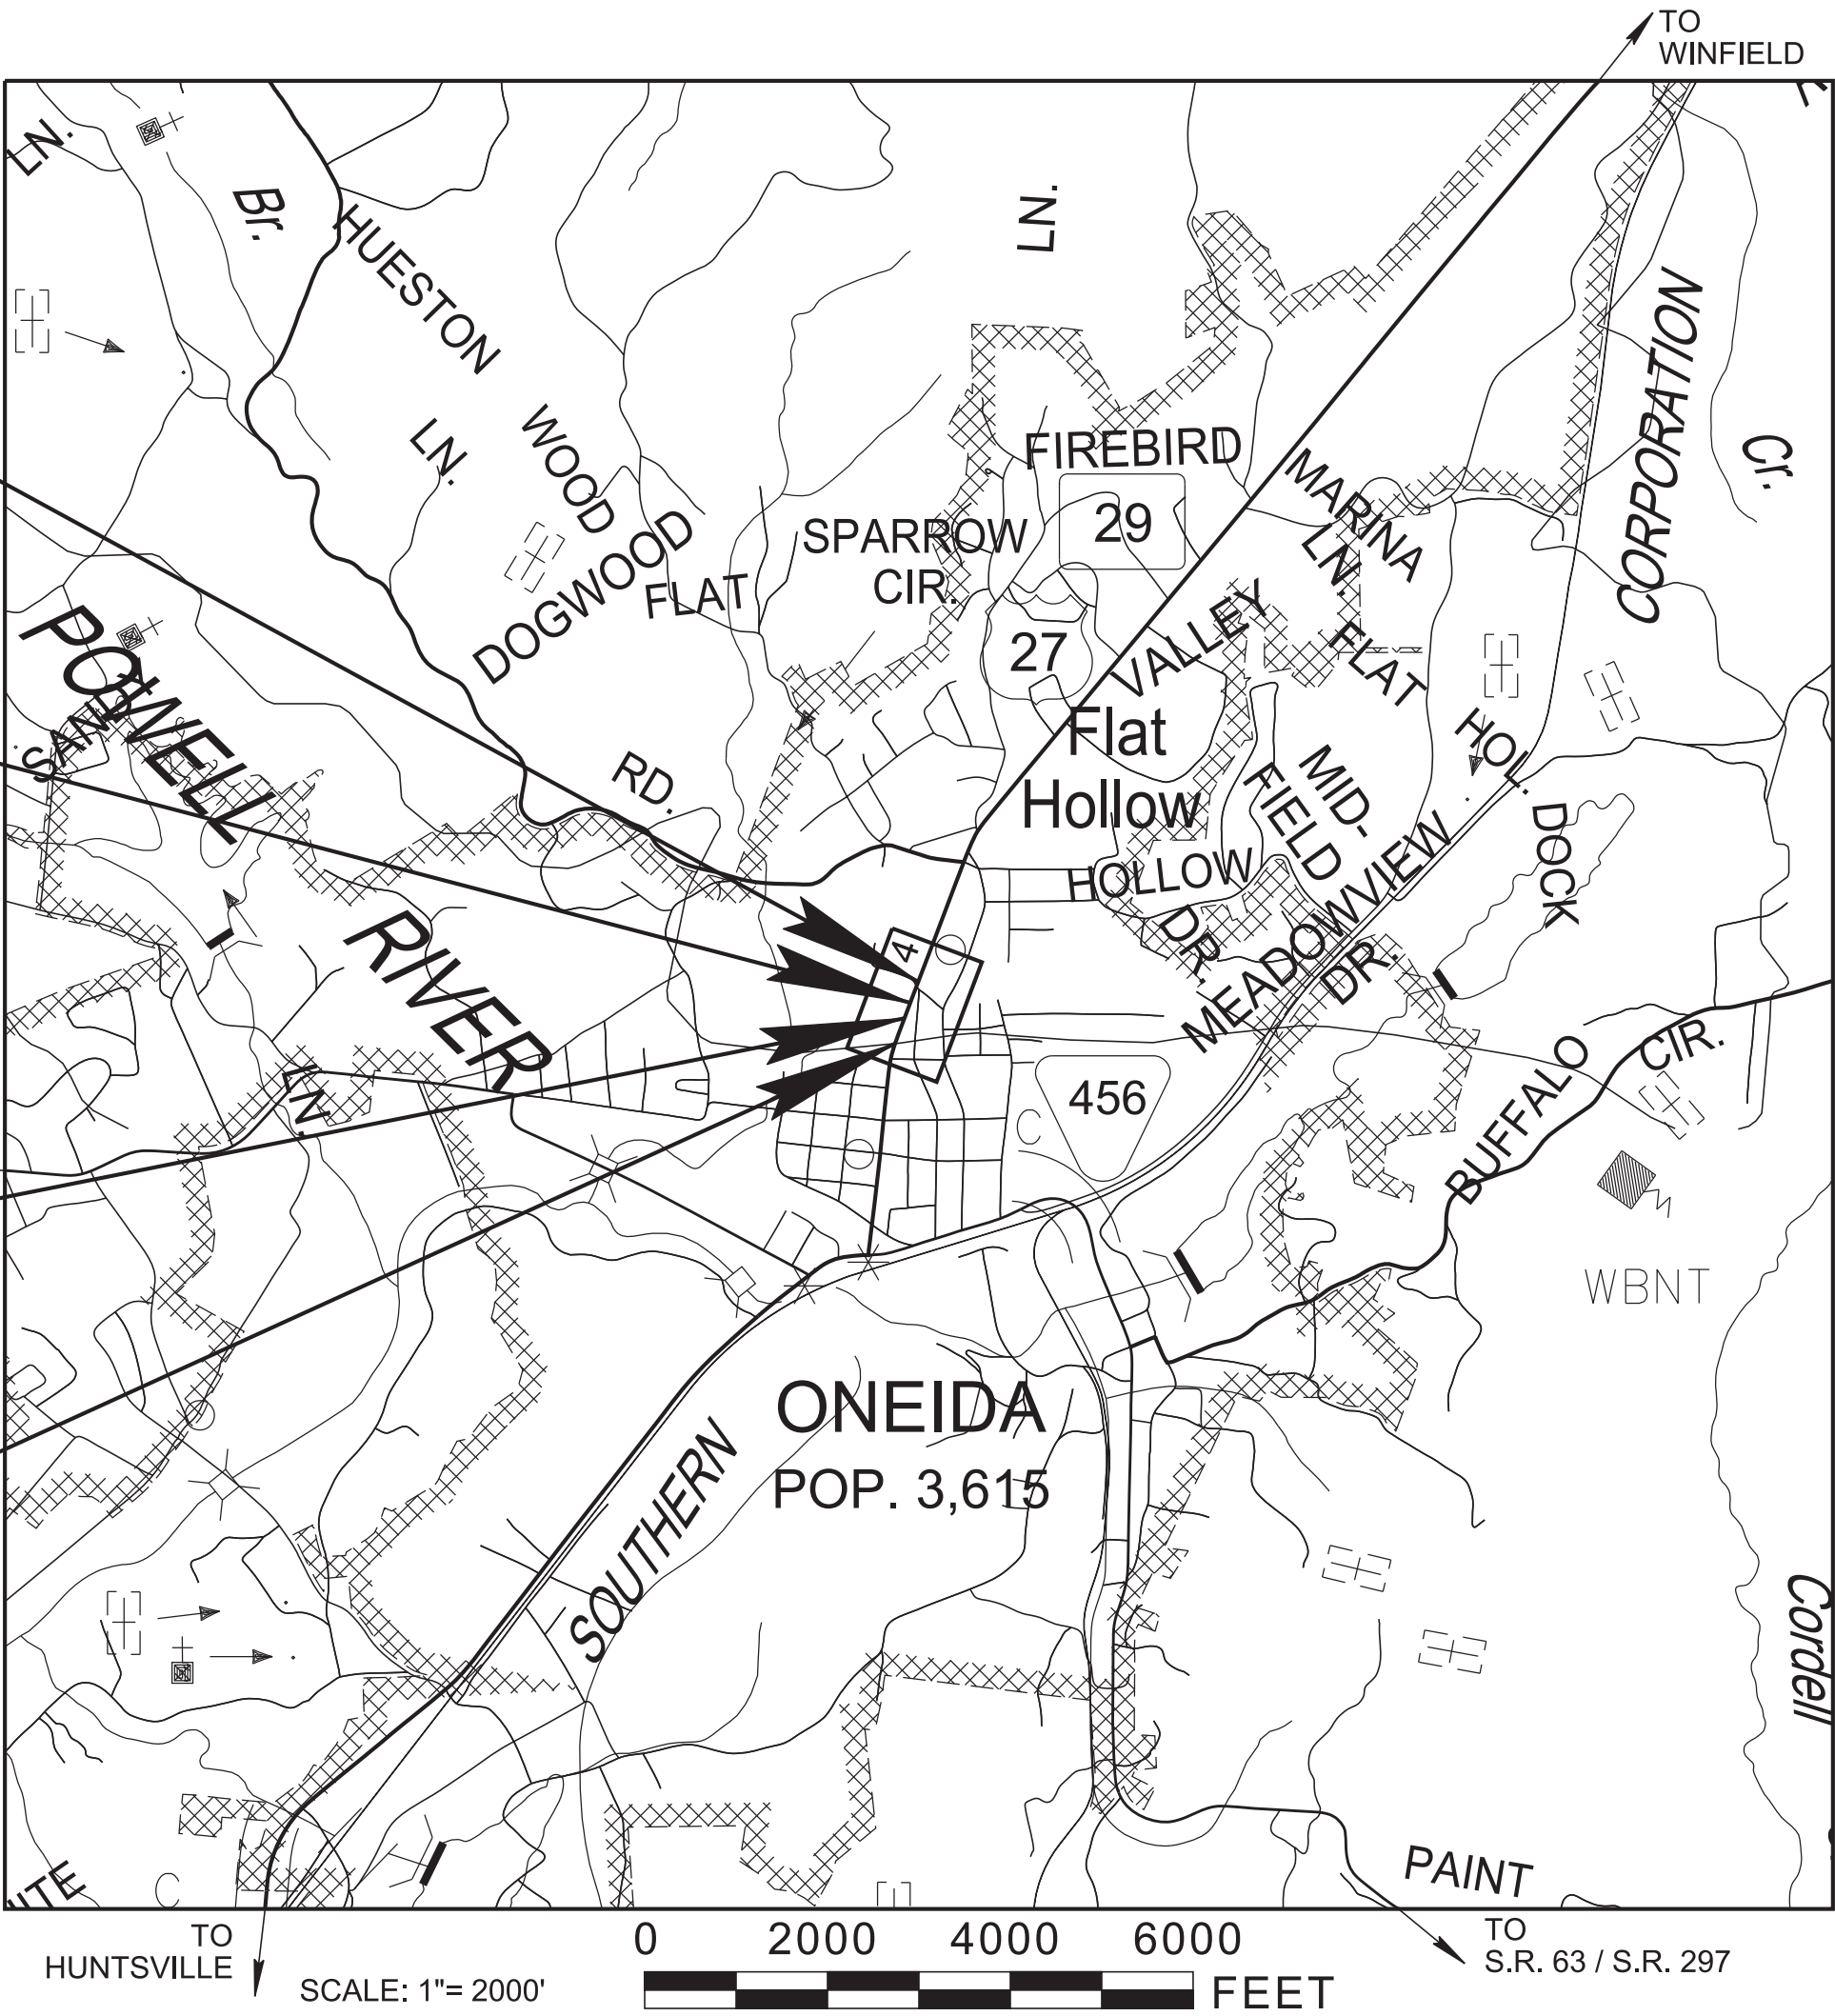 TO
WINFIELD
LN.
Br.
HUESTON
LN.
LN.
CORPORATION
Cr.
WOOD
FIREBIRD
29
MARINA
LN.
SPARROW
CIR.
DOGWOOD
FLAT
27
VALLEY
FLAT
POWELL
SANDY
Flat
Hollow
HOL.
MID-
FIELD
RD.
DOCK
HOLLOW
DR.
MEADOWVIEW
DR.
RIVER
4
LN.
456
BUFFALO
CIR.
WBNT
ONEIDA
POP. 3,615
SOUTHERN
Cordell
PAINT
TO
HUNTSVILLE
SCALE: 1"= 2000'
0 2000 4000 6000
FEET
TO
S.R. 63 / S.R. 297